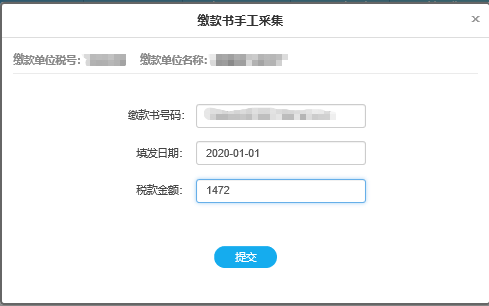 缴款书手工采集
×
缴款单位税号: 缴款单位名称:
缴款书号码:
填发日期: 2020-01-01
税款金额: 1472
提交